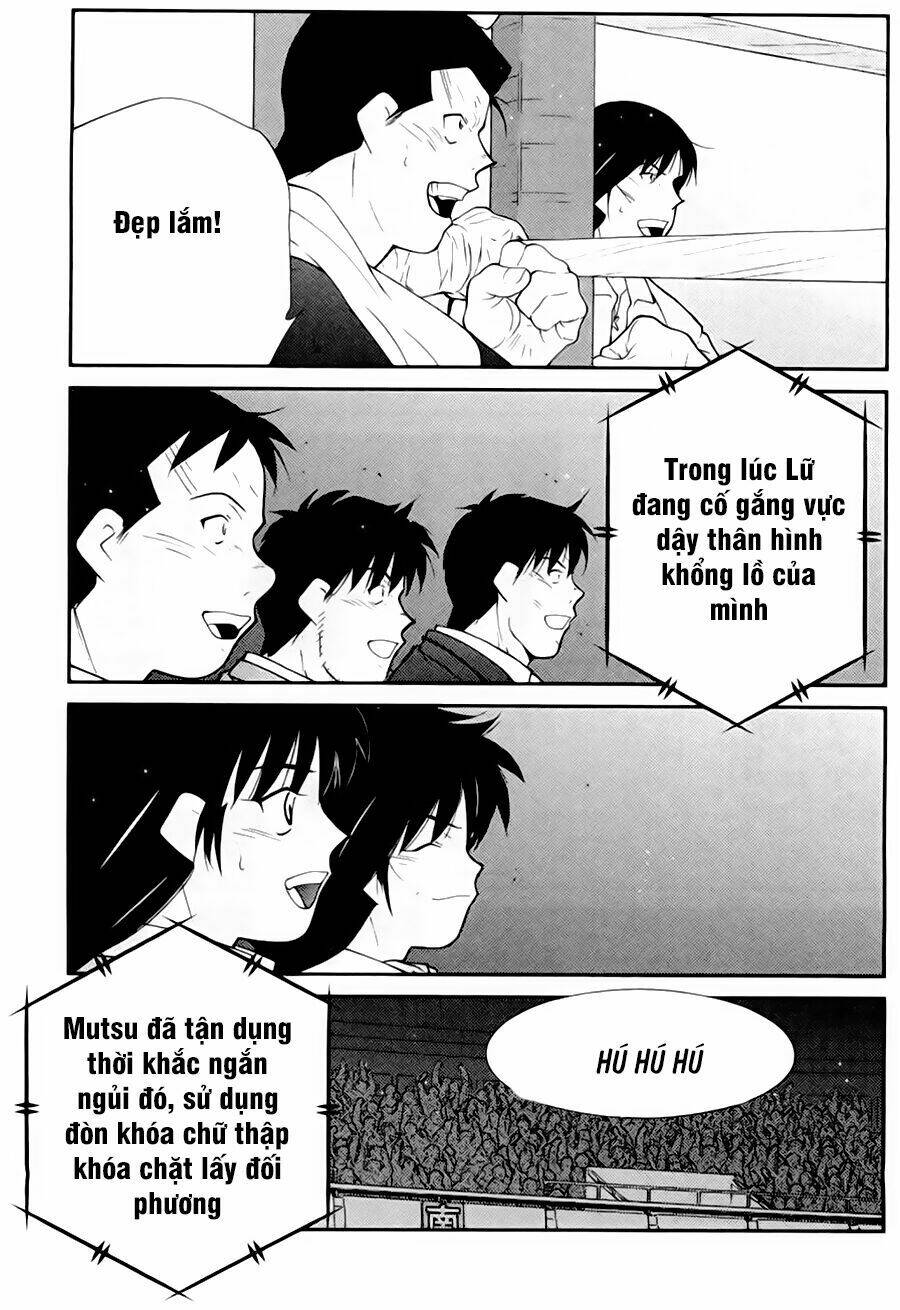 Đẹp lắm!
Trong lúc Lữ
đang cố gắng vực
dậy thân hình
khổng lồ của
mình
Mutsu đã tận dụng
thời khắc ngắn
ngủi đó, sử dụng
đòn khóa chữ thập
khóa chặt lấy đối
phương
HÚ HÚ HÚ
南